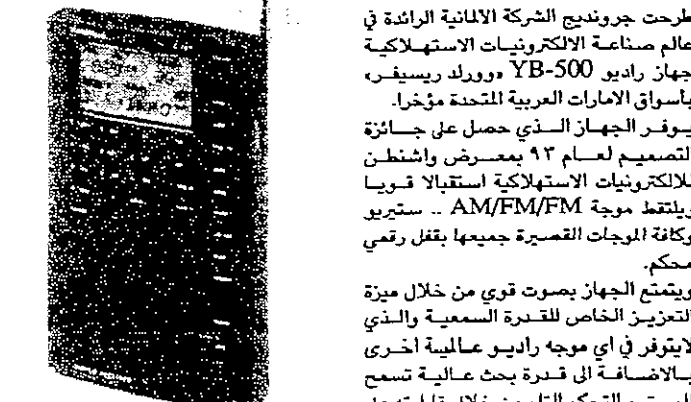 طرحت جرونديج الشركة الالمانية الرائدة في
عالم صناعة الالكترونيات الاستهلاكية
جهاز راديو YB-500 «وورلد ريسيفر»
بأسواق الامارات العربية المتحدة مؤخرا.
يوفر الجهاز الذي حصل على جائزة
التصميم لعام ٩٣ بمعرض واشنطن
للالكترونيات الاستهلاكية استقبالا قويا
ويلتقط موجة AM/FM/FM .. ستيريو
وكافة الموجات القصيرة جميعها بقفل رقمي
محكم.
ويتمتع الجهاز بصوت قوي من خلال ميزة
التعزيز الخاص للقدرة السمعية والذي
لايتوفر في اي موجه راديو عالمية اخرى
بالاضافة الى قدرة بحث عالية تسمح